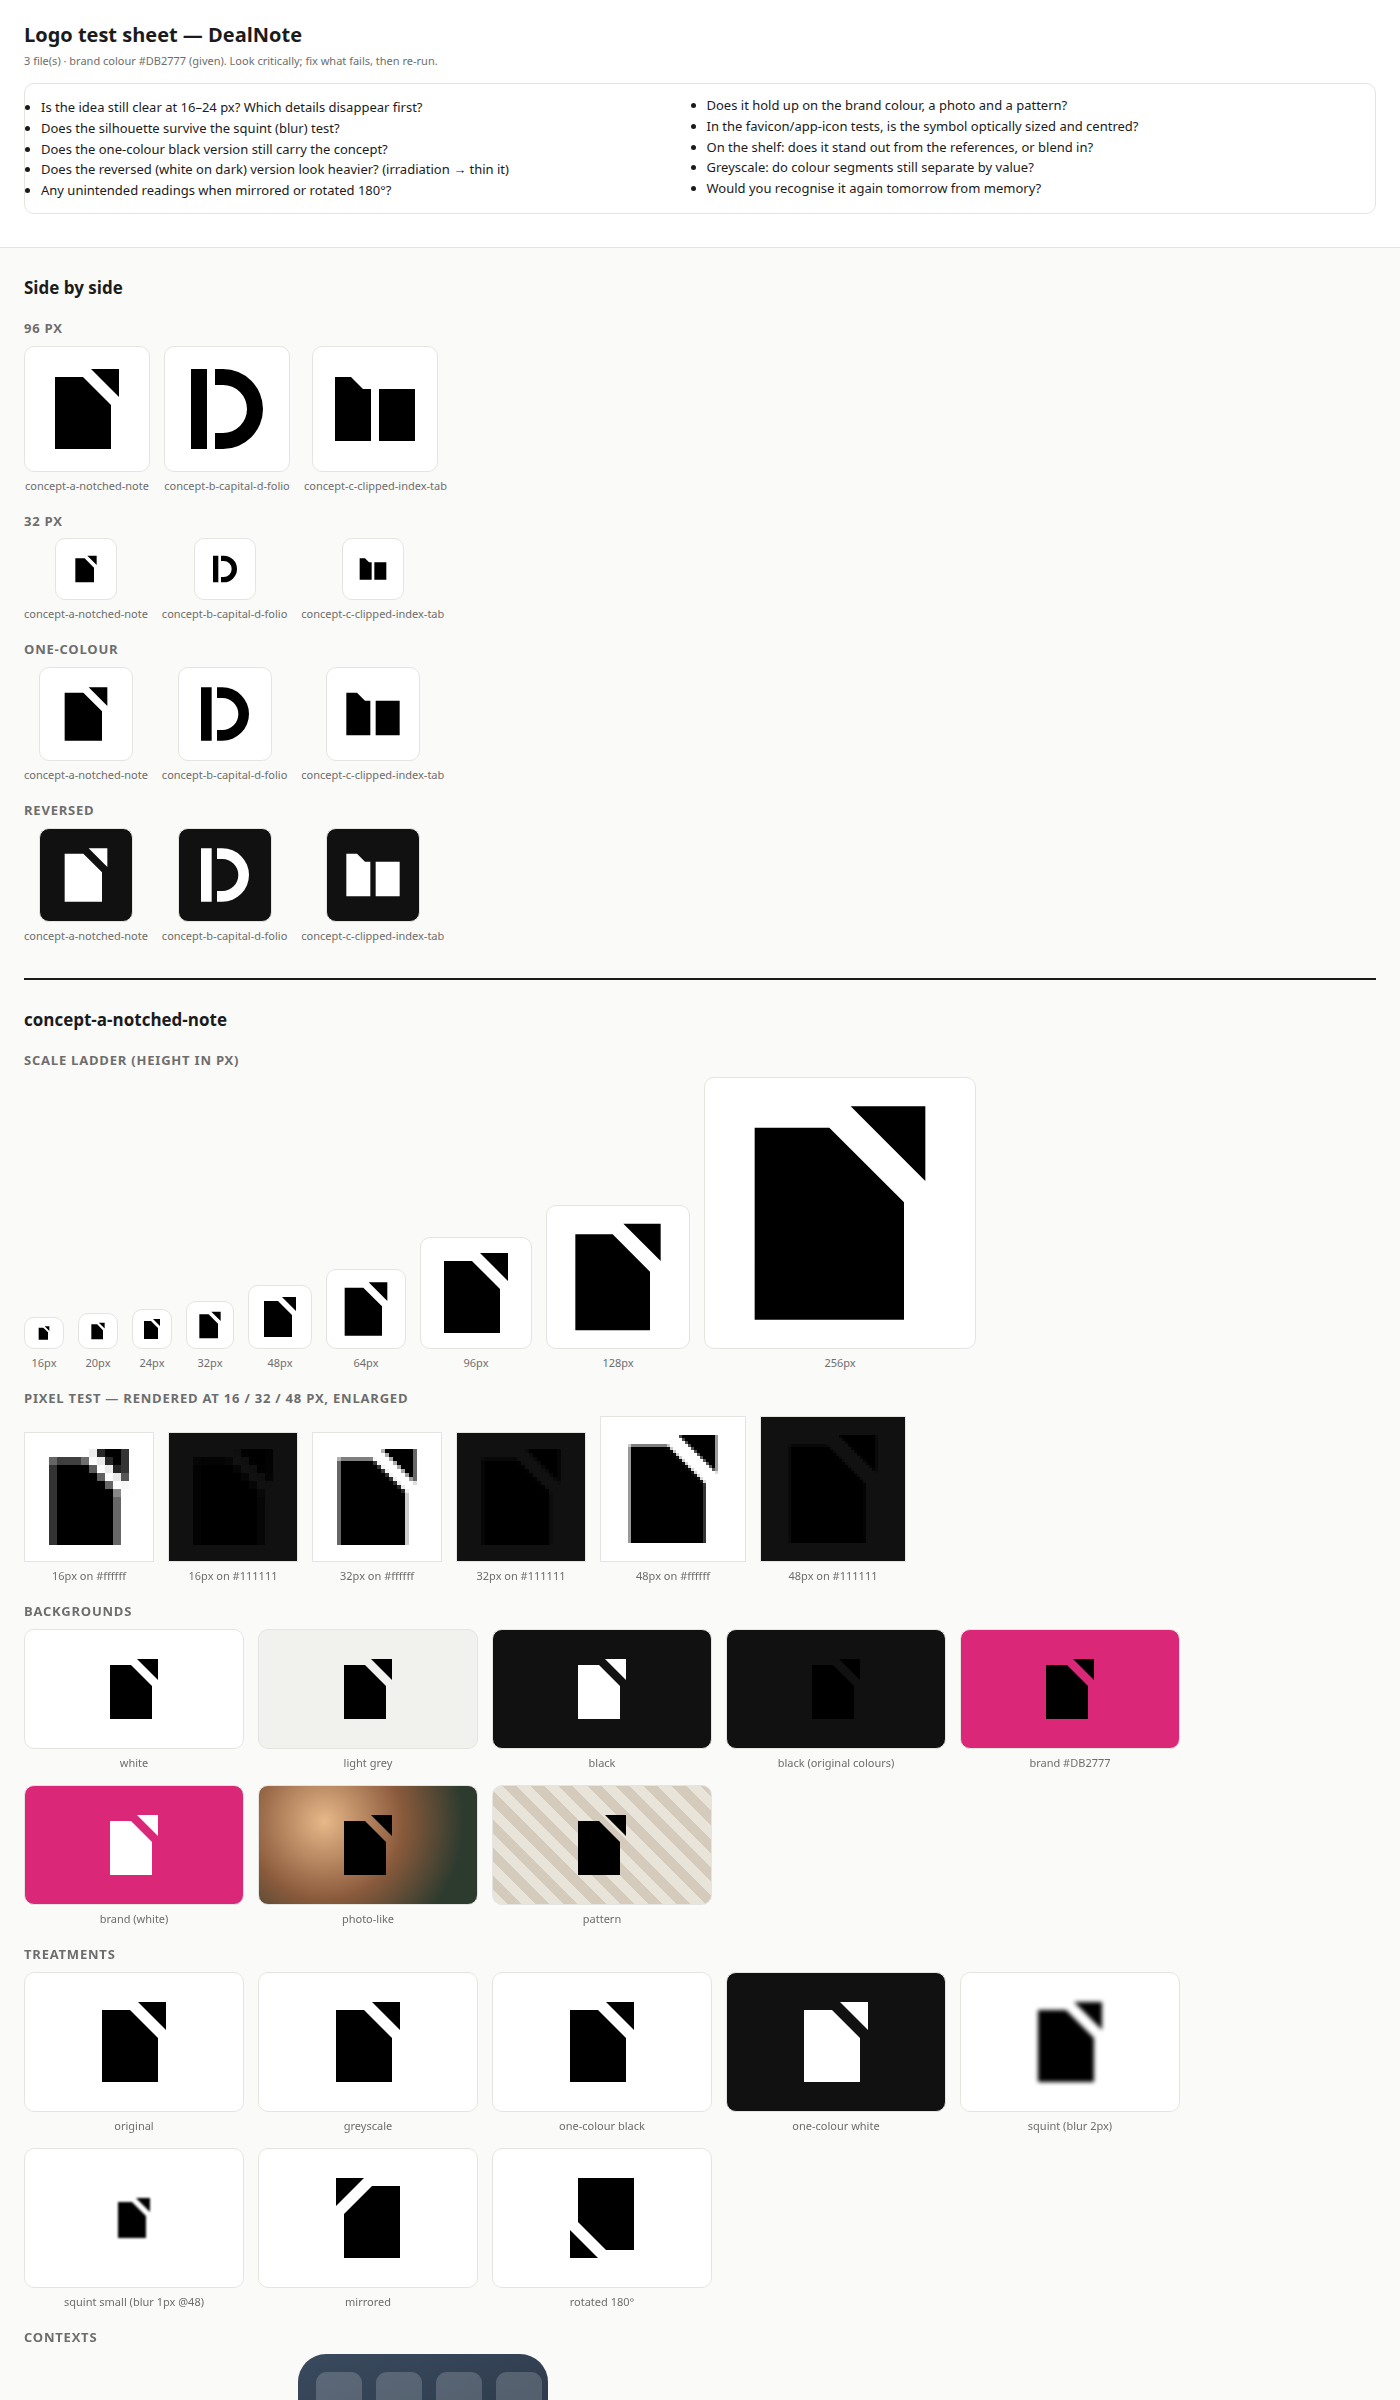 Logo test sheet — DealNote
3 file(s) · brand colour #DB2777 (given). Look critically; fix what fails, then re-run.
Is the idea still clear at 16–24 px? Which details disappear first?
Does the silhouette survive the squint (blur) test?
Does the one-colour black version still carry the concept?
Does the reversed (white on dark) version look heavier? (irradiation → thin it)
Any unintended readings when mirrored or rotated 180°?
Does it hold up on the brand colour, a photo and a pattern?
In the favicon/app-icon tests, is the symbol optically sized and centred?
On the shelf: does it stand out from the references, or blend in?
Greyscale: do colour segments still separate by value?
Would you recognise it again tomorrow from memory?
Side by side
96 PX
concept-a-notched-note concept-b-capital-d-folio concept-c-clipped-index-tab
32 PX
concept-a-notched-note concept-b-capital-d-folio concept-c-clipped-index-tab
ONE-COLOUR
concept-a-notched-note concept-b-capital-d-folio concept-c-clipped-index-tab
REVERSED
concept-a-notched-note concept-b-capital-d-folio concept-c-clipped-index-tab
concept-a-notched-note
SCALE LADDER (HEIGHT IN PX)
16px 20px 24px 32px 48px 64px 96px 128px 256px
PIXEL TEST — RENDERED AT 16 / 32 / 48 PX, ENLARGED
16px on #ffffff 16px on #111111 32px on #ffffff 32px on #111111 48px on #ffffff 48px on #111111
BACKGROUNDS
white light grey black black (original colours) brand #DB2777
brand (white) photo-like pattern
TREATMENTS
original greyscale one-colour black one-colour white squint (blur 2px)
squint small (blur 1px @48) mirrored rotated 180°
CONTEXTS